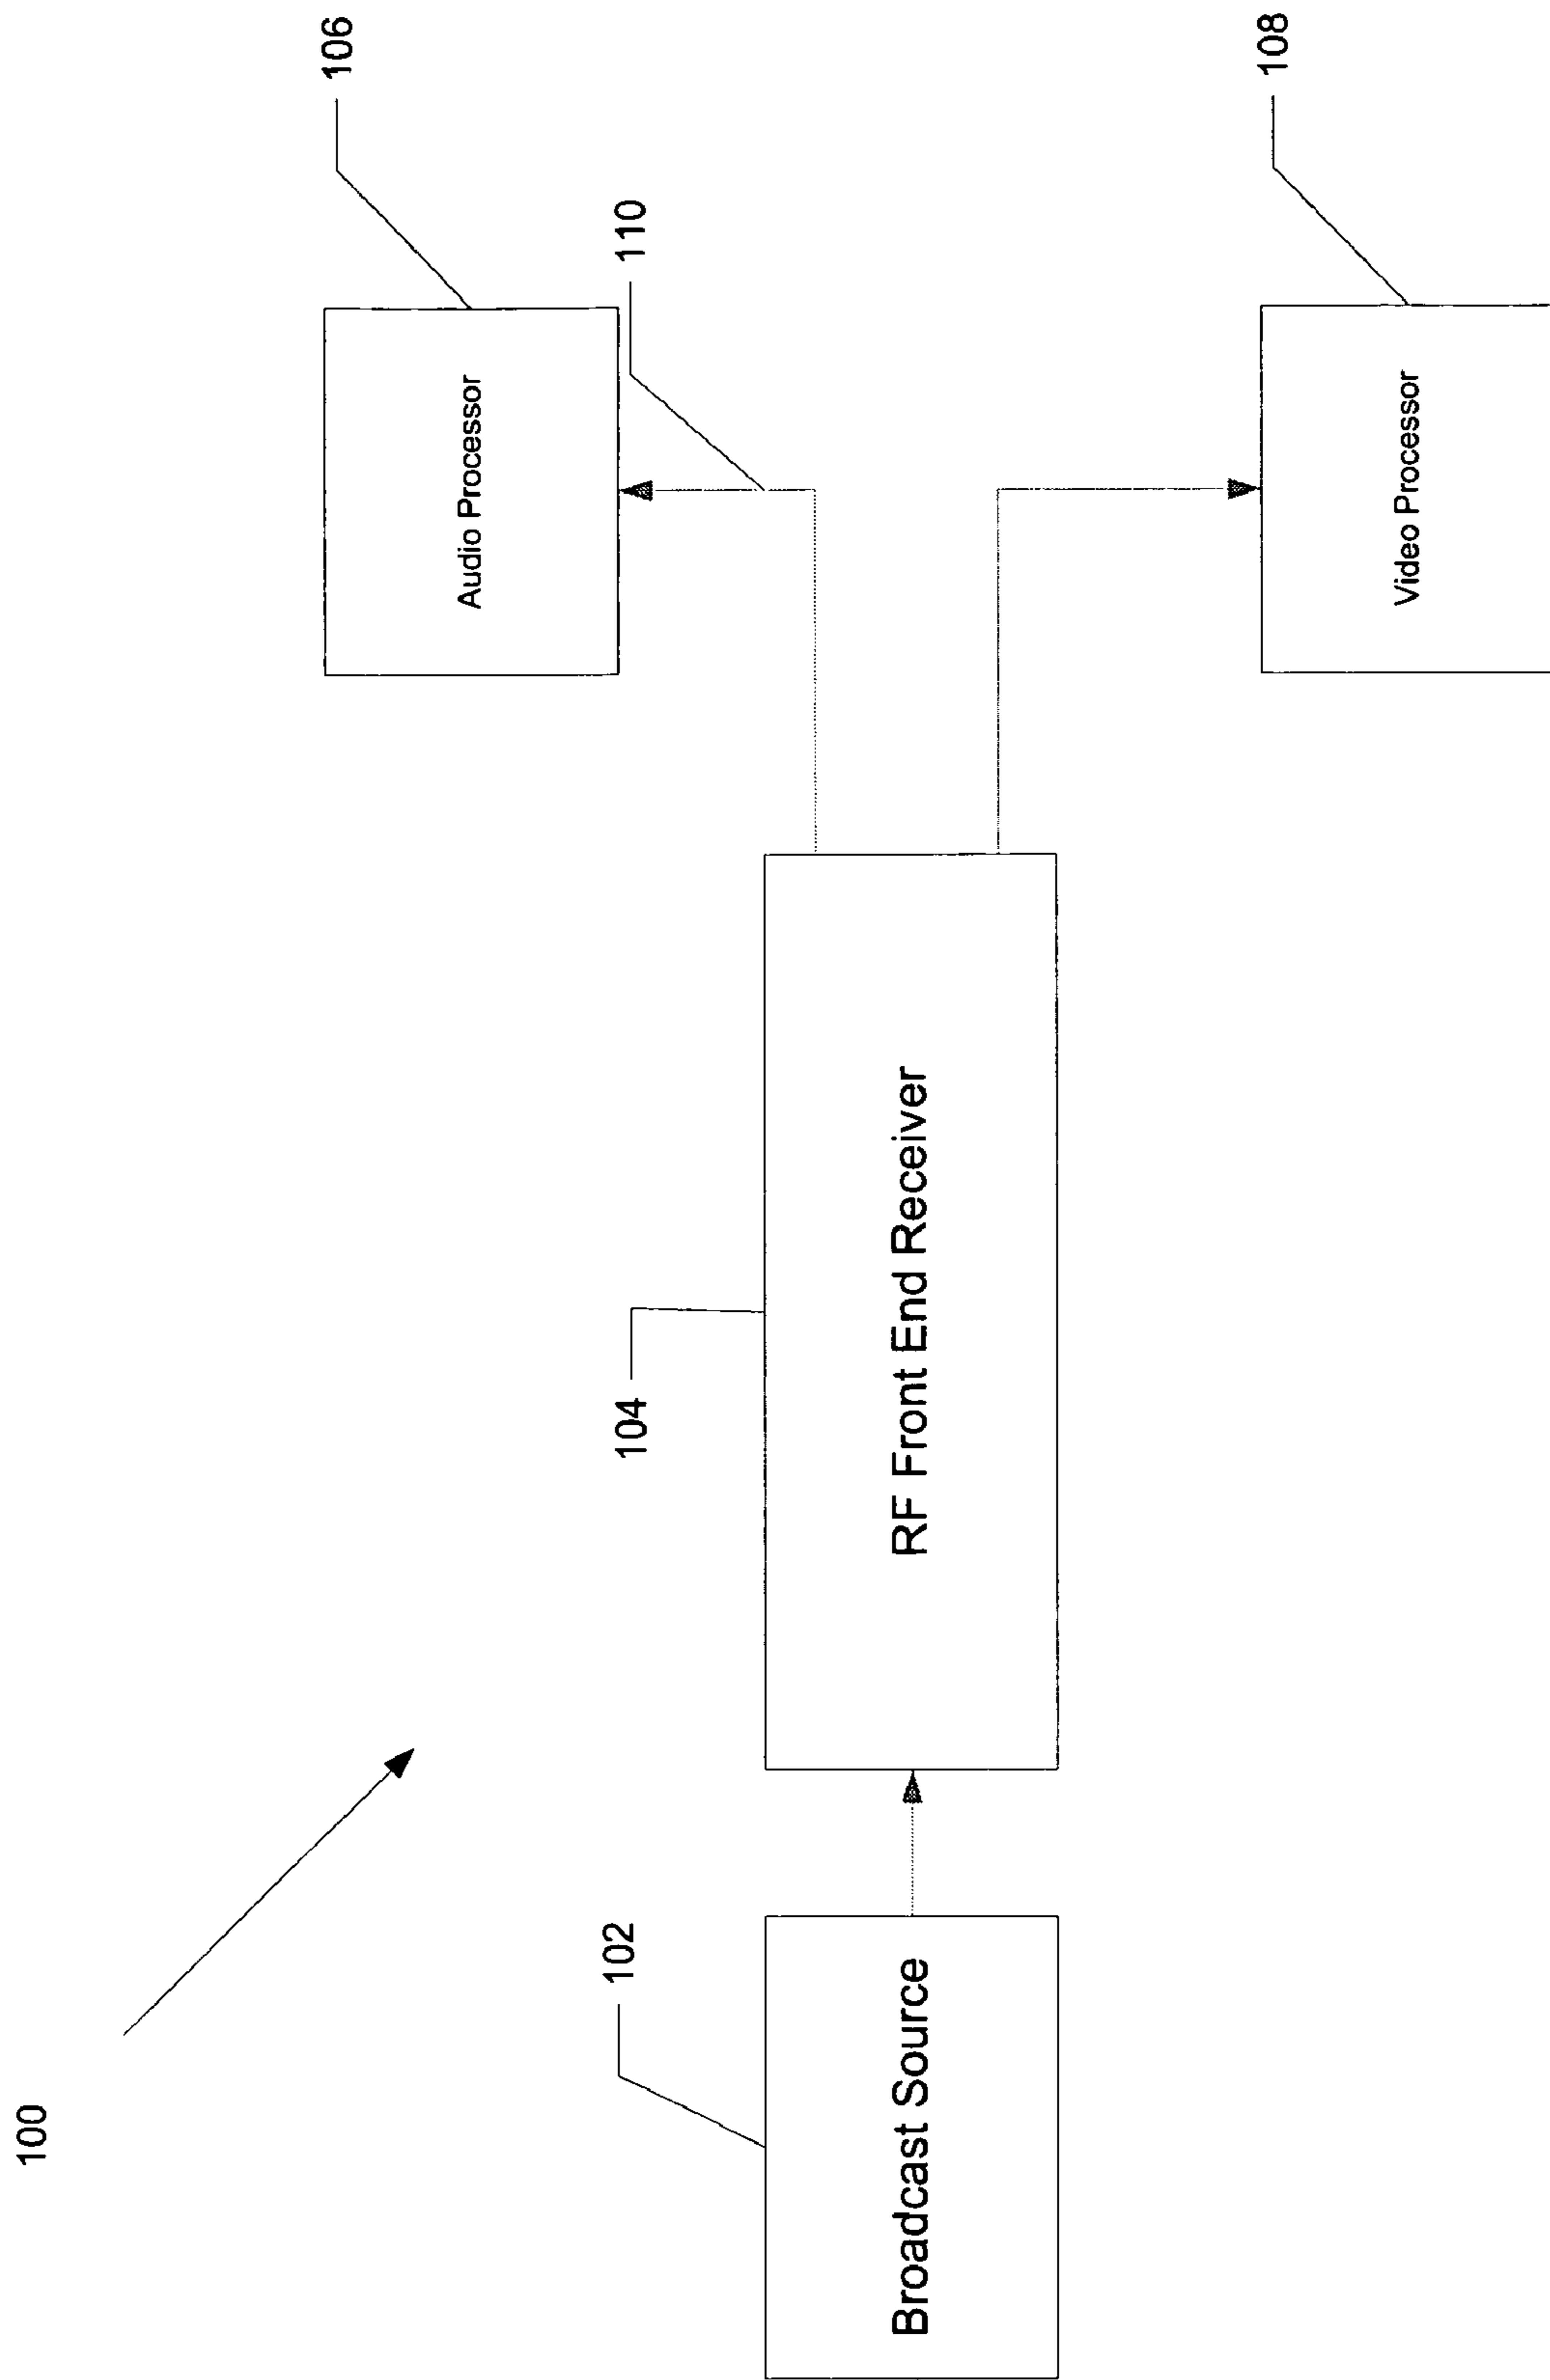 100
106
Audio Processor
110
104
RF Front End Receiver
102
Broadcast Source
108
Video Processor